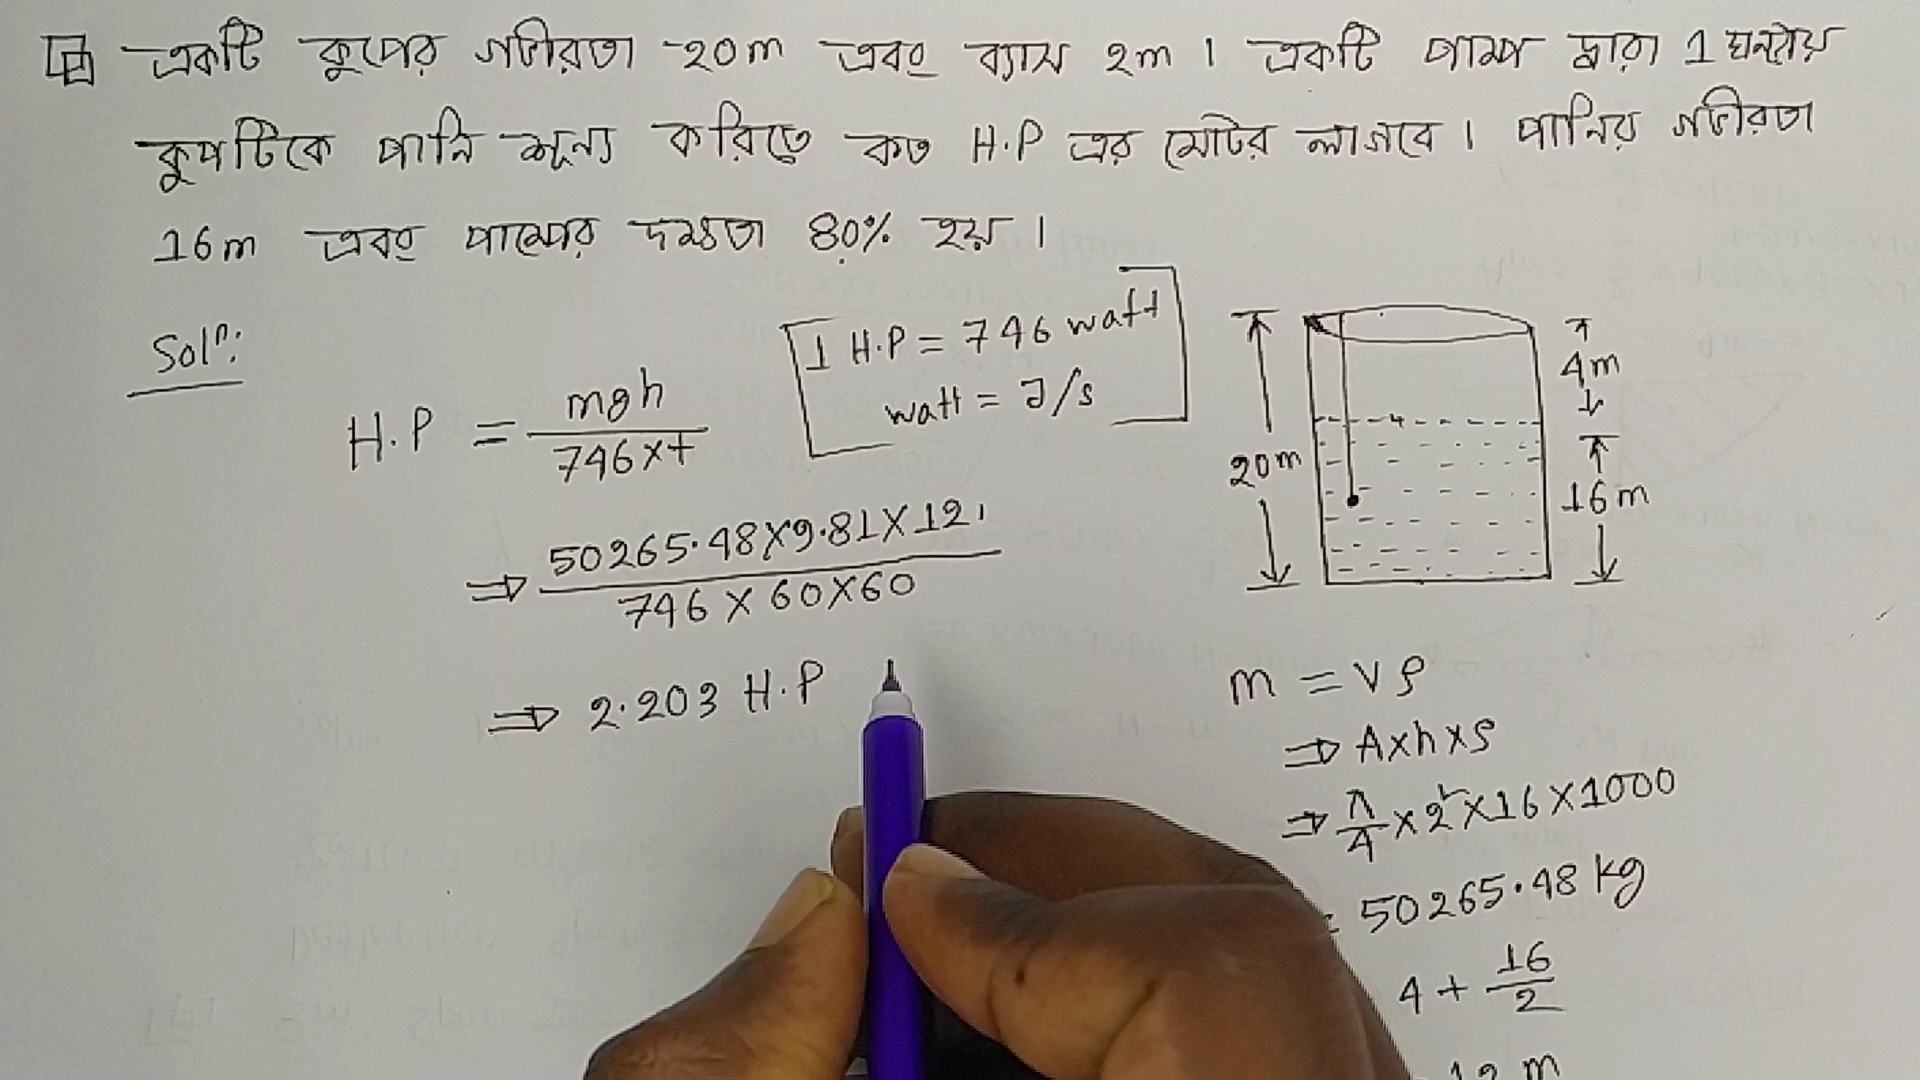 একটি কুপের গভীরতা 20m এবং ব্যাস 2m । একটি পাম্প দ্বারা 1 ঘন্টায়
কুপটিকে পানি শূন্য করিতে কত H.P এর মোটর লাগবে । পানির গভীরতা
16m এবং পাম্পের দক্ষতা 80% হয় ।
Solⁿ:
H.P = mgh / 746×t
1 H.P = 746 watt
watt = J/s
⇒ 50265.48×9.81×12 / 746 × 60×60
⇒ 2.203 H.P
20m
4m
16m
m = vρ
⇒ A×h×ρ
⇒ π/4 × 2² × 16 × 1000
= 50265.48 kg
4 + 16/2
12 m